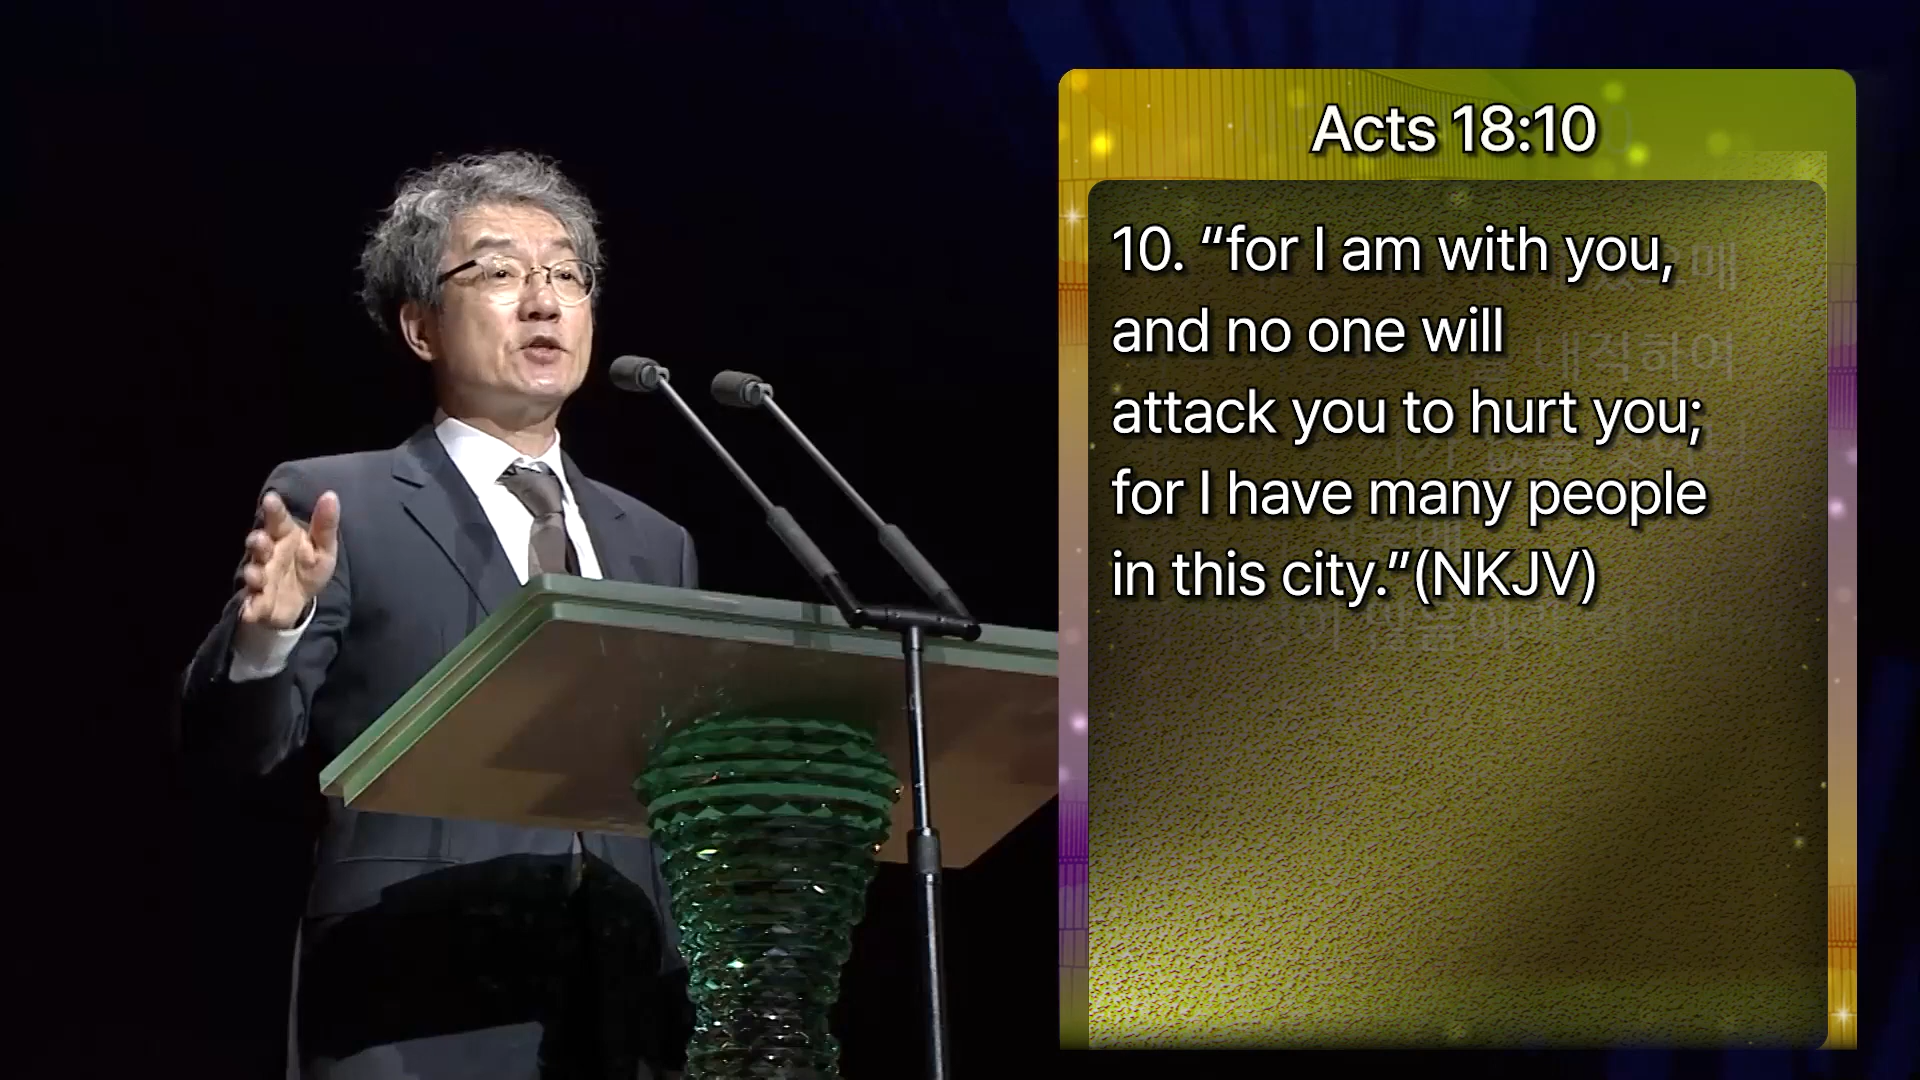 Acts 18:10
10. “for I am with you,
and no one will
attack you to hurt you;
for I have many people
in this city.”(NKJV)